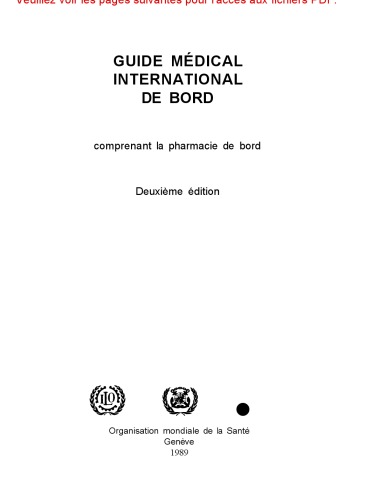 Veuillez voir les pages suivantes pour l'accès aux fichiers PDF.
GUIDE MÉDICAL
INTERNATIONAL
DE BORD
comprenant la pharmacie de bord
Deuxième édition
ILO
Organisation mondiale de la Santé
Genève
1989